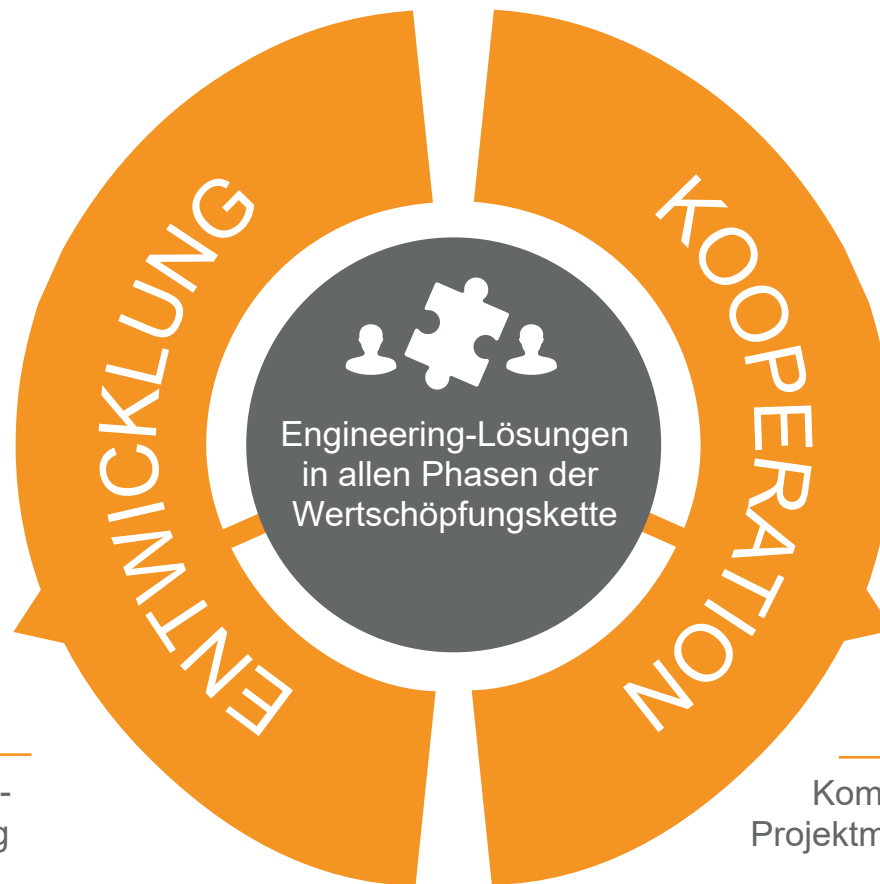 ENTWICKLUNG
KOOPERATION
Engineering-Lösungen
in allen Phasen der
Wertschöpfungskette